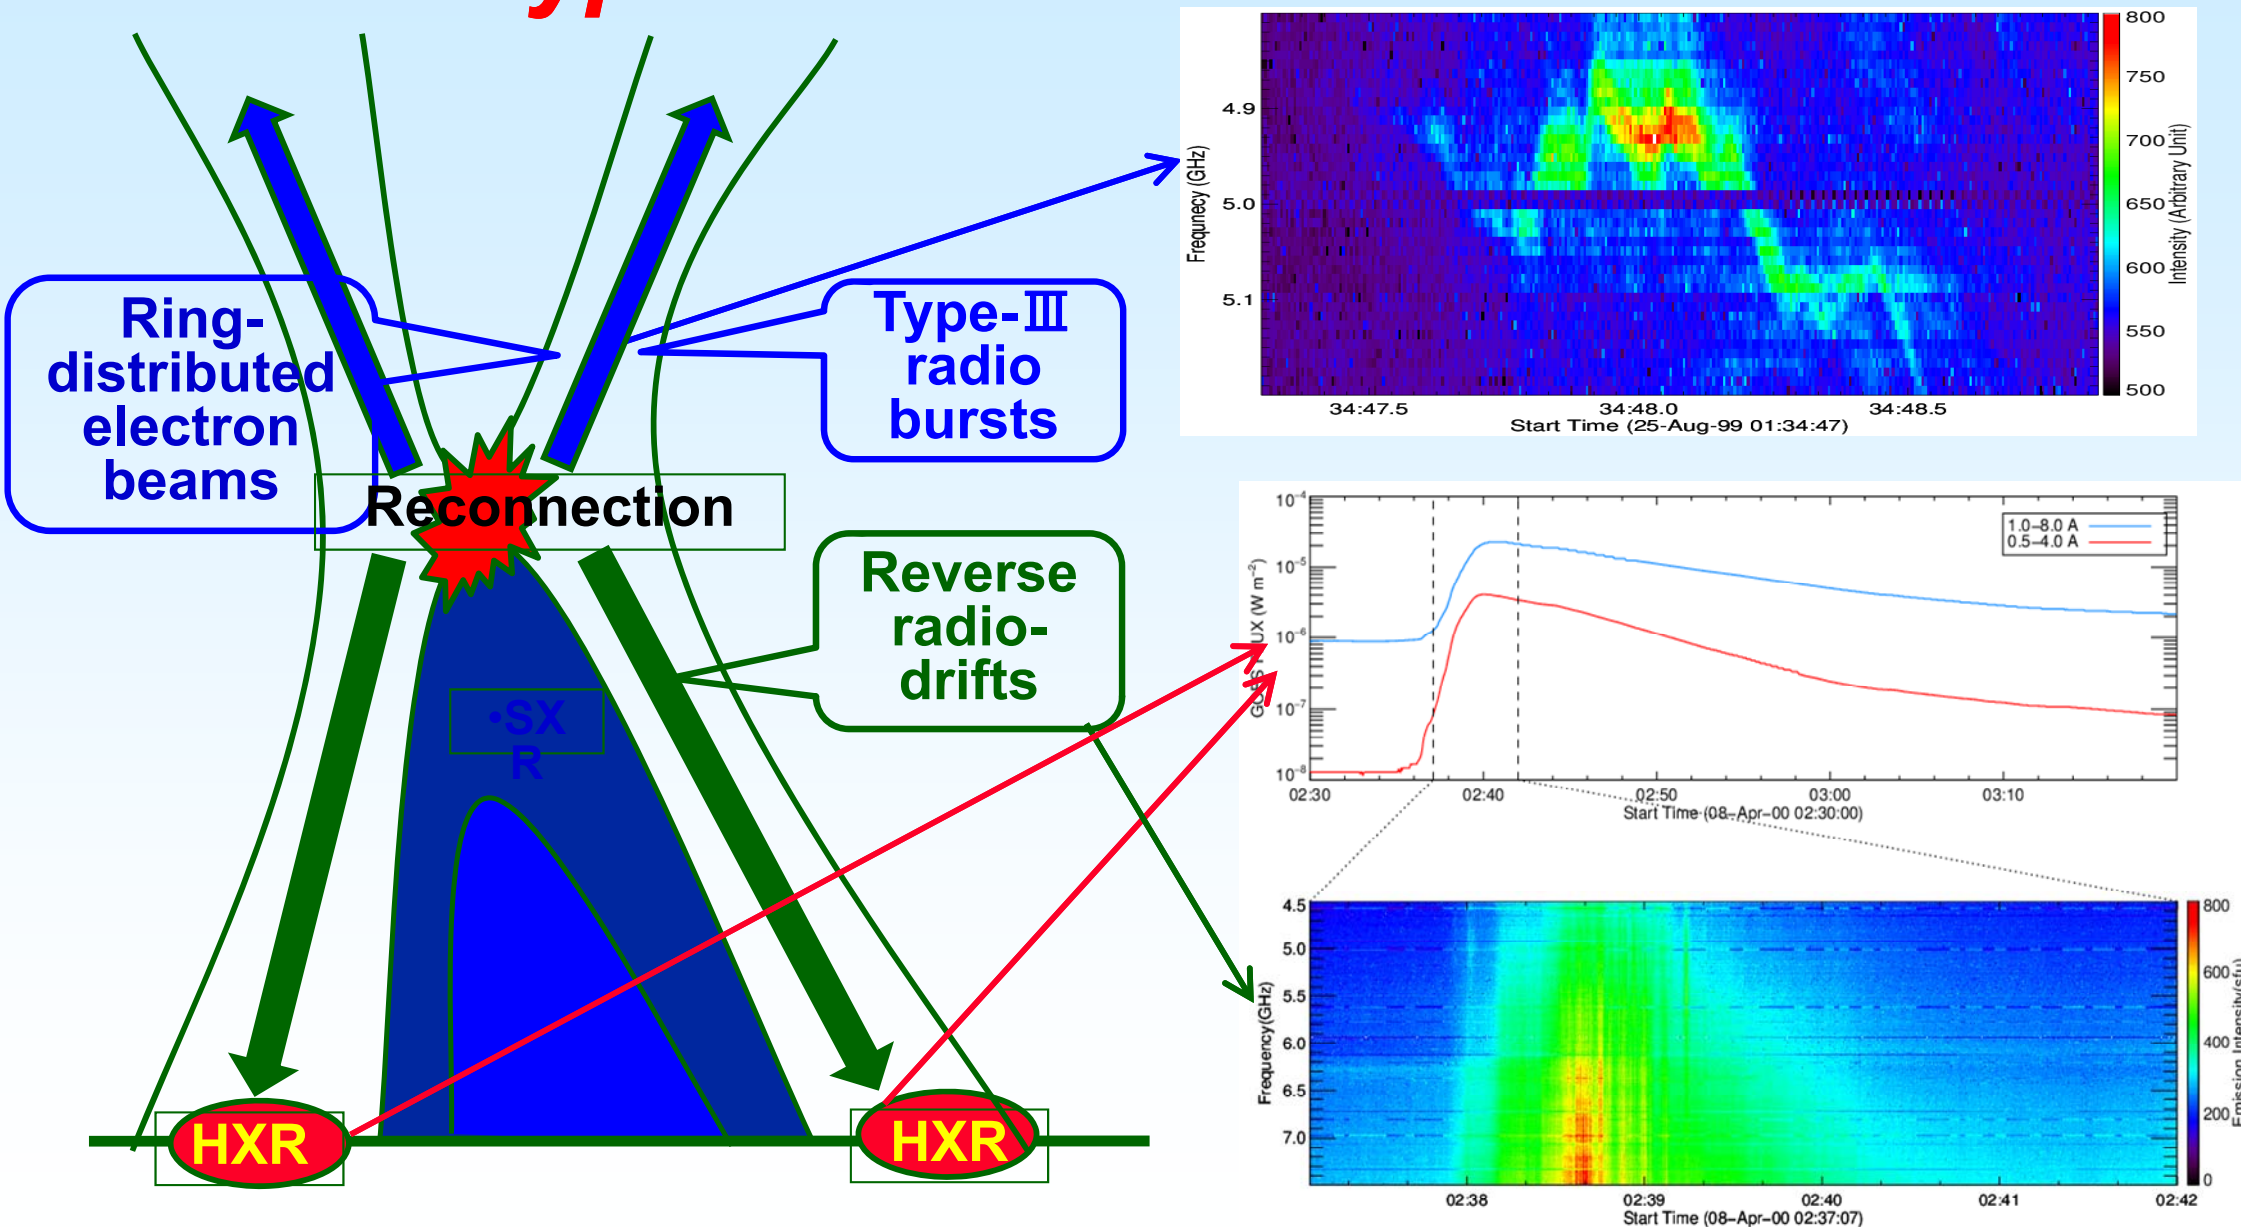 Ring-
distributed
electron
beams
Type-Ⅲ
radio
bursts
Reconnection
Reverse
radio-
drifts
•SX
R
HXR
HXR
4.9
5.0
5.1
Frequnecy (GHz)
34:47.5 34:48.0 34:48.5
Start Time (25-Aug-99 01:34:47)
800
750
700
650
600
550
500
Intensity (Arbitrary Unit)
10⁻⁴
10⁻⁵
10⁻⁶
10⁻⁷
10⁻⁸
UX (W m⁻²)
1.0–8.0 A
0.5–4.0 A
02:30 02:40 02:50 03:00 03:10
Start Time (08–Apr–00 02:30:00)
4.5
5.0
5.5
6.0
6.5
7.0
Frequency(GHz)
02:38 02:39 02:40 02:41 02:42
Start Time (08–Apr–00 02:37:07)
800
600
400
200
0
Emission Intensity(sfu)